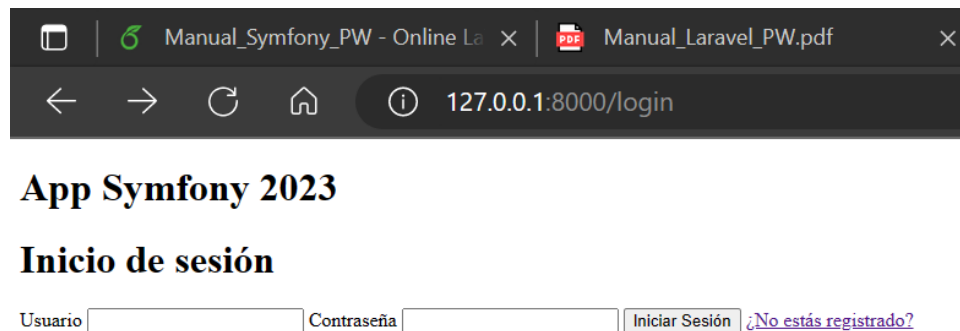 Manual_Symfony_PW - Online La
PDF Manual_Laravel_PW.pdf
127.0.0.1:8000/login
App Symfony 2023
Inicio de sesión
Usuario Contraseña Iniciar Sesión ¿No estás registrado?